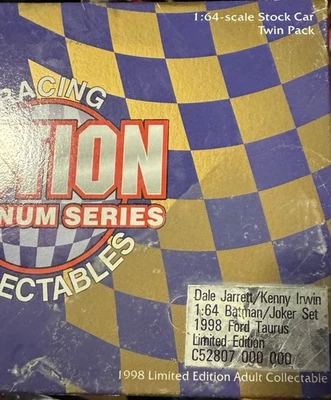 1:64-scale Stock Car
Twin Pack
RACING
TION
NUM SERIES
ECTABLES
Dale Jarrett/Kenny Irwin
1:64 Batman/Joker Set
1998 Ford Taurus
Limited Edition
C52807 000 000
1998 Limited Edition Adult Collectable